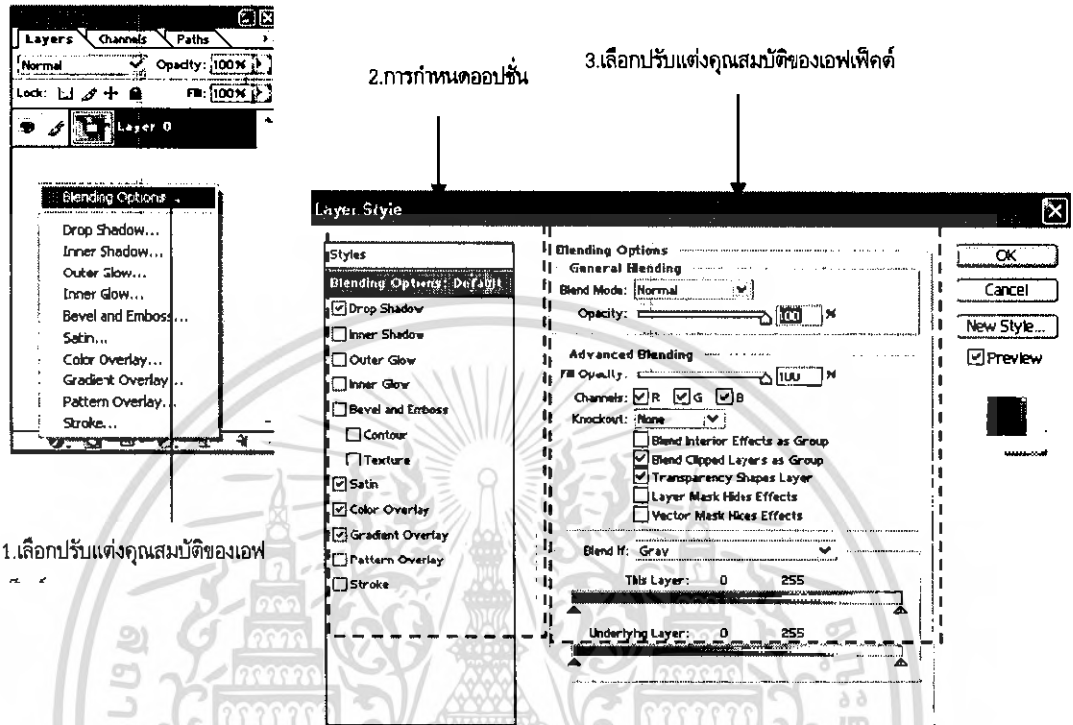 Layers Channels Paths
Normal Opacity: 100%
Lock: Fill: 100%
Layer 0
Blending Options
Drop Shadow...
Inner Shadow...
Outer Glow...
Inner Glow...
Bevel and Emboss...
Satin...
Color Overlay...
Gradient Overlay...
Pattern Overlay...
Stroke...
1.เลือกปรับแต่งคุณสมบัติของเอฟ
2.การกำหนดออปชั่น
3.เลือกปรับแต่งคุณสมบัติของเอฟเฟ็คต์
Layer Style
Styles
Blending Options: Default
Drop Shadow
Inner Shadow
Outer Glow
Inner Glow
Bevel and Emboss
Contour
Texture
Satin
Color Overlay
Gradient Overlay
Pattern Overlay
Stroke
Blending Options
General Blending
Blend Mode: Normal
Opacity: 100 %
Advanced Blending
Fill Opacity: 100 %
Channels: R G B
Knockout: None
Blend Interior Effects as Group
Blend Clipped Layers as Group
Transparency Shapes Layer
Layer Mask Hides Effects
Vector Mask Hides Effects
Blend If: Gray
This Layer: 0 255
Underlying Layer: 0 255
OK
Cancel
New Style...
Preview